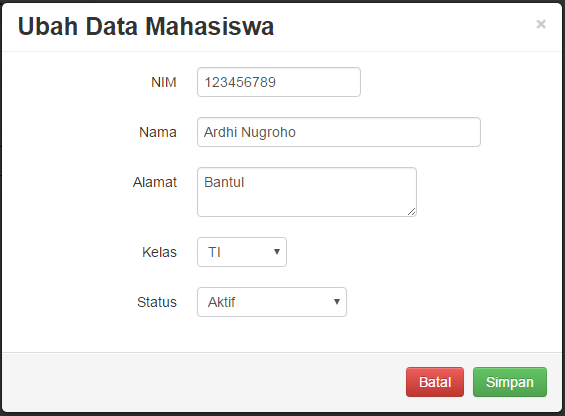 Ubah Data Mahasiswa ×
NIM 123456789
Nama Ardhi Nugroho
Alamat Bantul
Kelas TI
Status Aktif
Batal Simpan